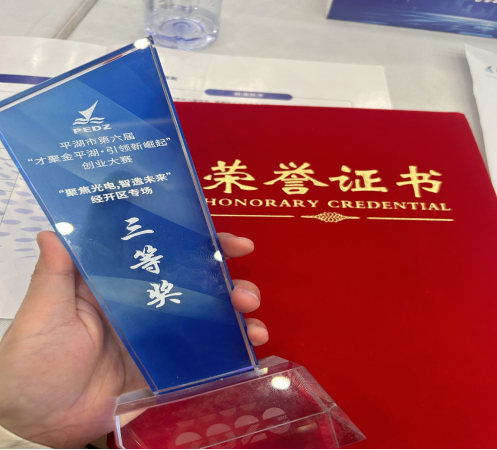 PEDZ
平湖市第六届
“才聚金平湖·引领新崛起”
创业大赛
“聚焦光电,智造未来”
经开区专场
三等奖
荣誉证书
HONORARY CREDENTIAL